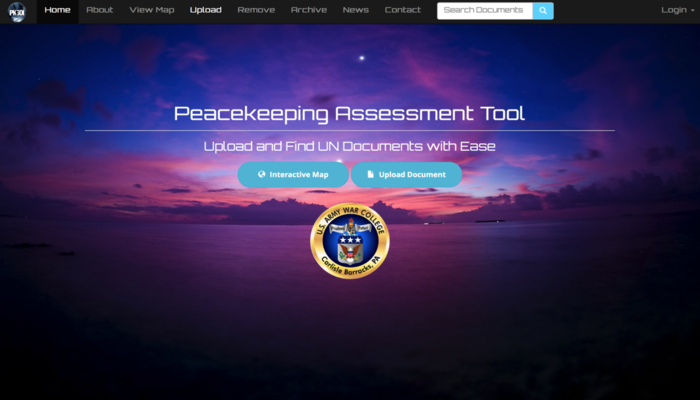 Home About View Map Upload Remove Archive News Contact Search Documents Login
Peacekeeping Assessment Tool
Upload and Find UN Documents with Ease
Interactive Map Upload Document
U.S. ARMY WAR COLLEGE
Carlisle Barracks, PA